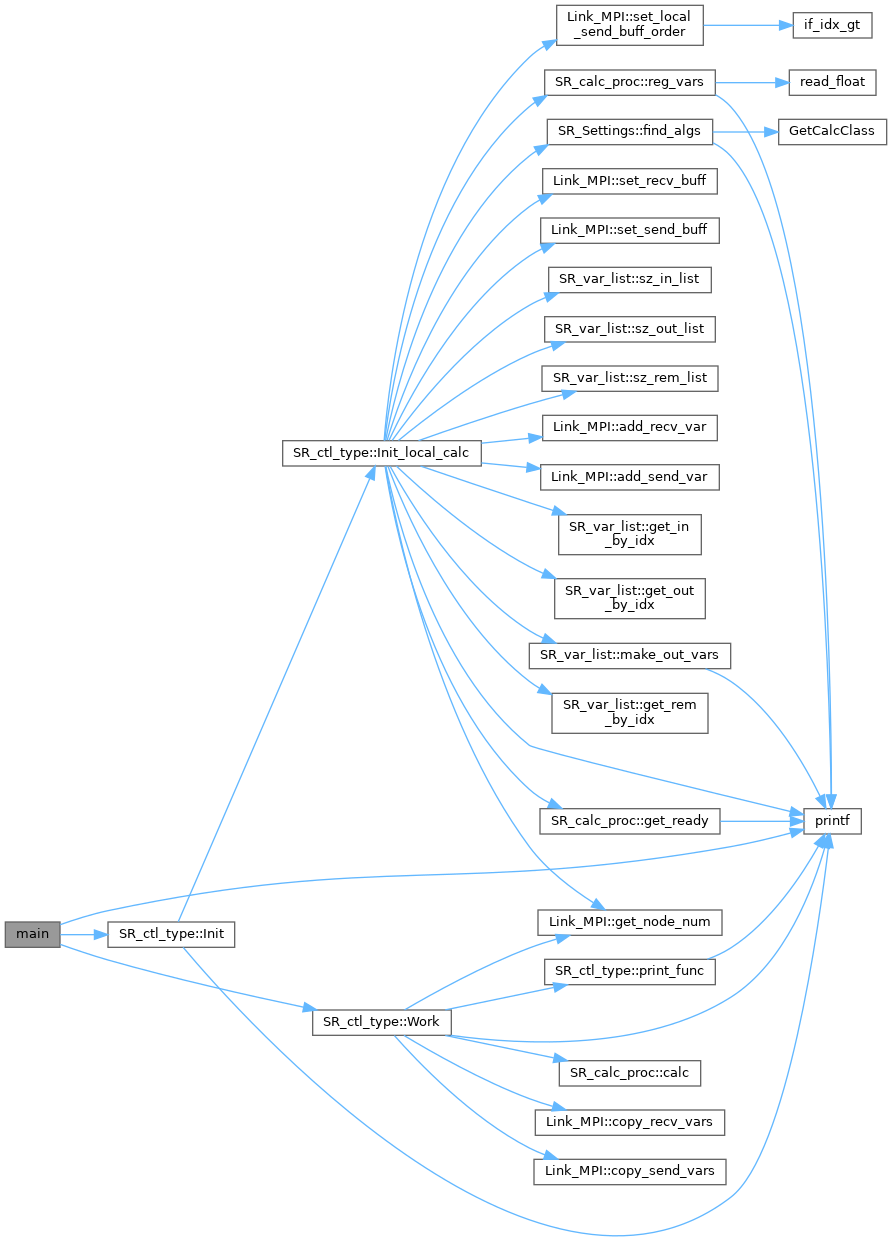 Link_MPI::set_local
_send_buff_order
if_idx_gt
SR_calc_proc::reg_vars
read_float
SR_Settings::find_algs
GetCalcClass
Link_MPI::set_recv_buff
Link_MPI::set_send_buff
SR_var_list::sz_in_list
SR_var_list::sz_out_list
SR_var_list::sz_rem_list
Link_MPI::add_recv_var
SR_ctl_type::Init_local_calc
Link_MPI::add_send_var
SR_var_list::get_in
_by_idx
SR_var_list::get_out
_by_idx
SR_var_list::make_out_vars
SR_var_list::get_rem
_by_idx
SR_calc_proc::get_ready
printf
Link_MPI::get_node_num
main
SR_ctl_type::Init
SR_ctl_type::print_func
SR_ctl_type::Work
SR_calc_proc::calc
Link_MPI::copy_recv_vars
Link_MPI::copy_send_vars